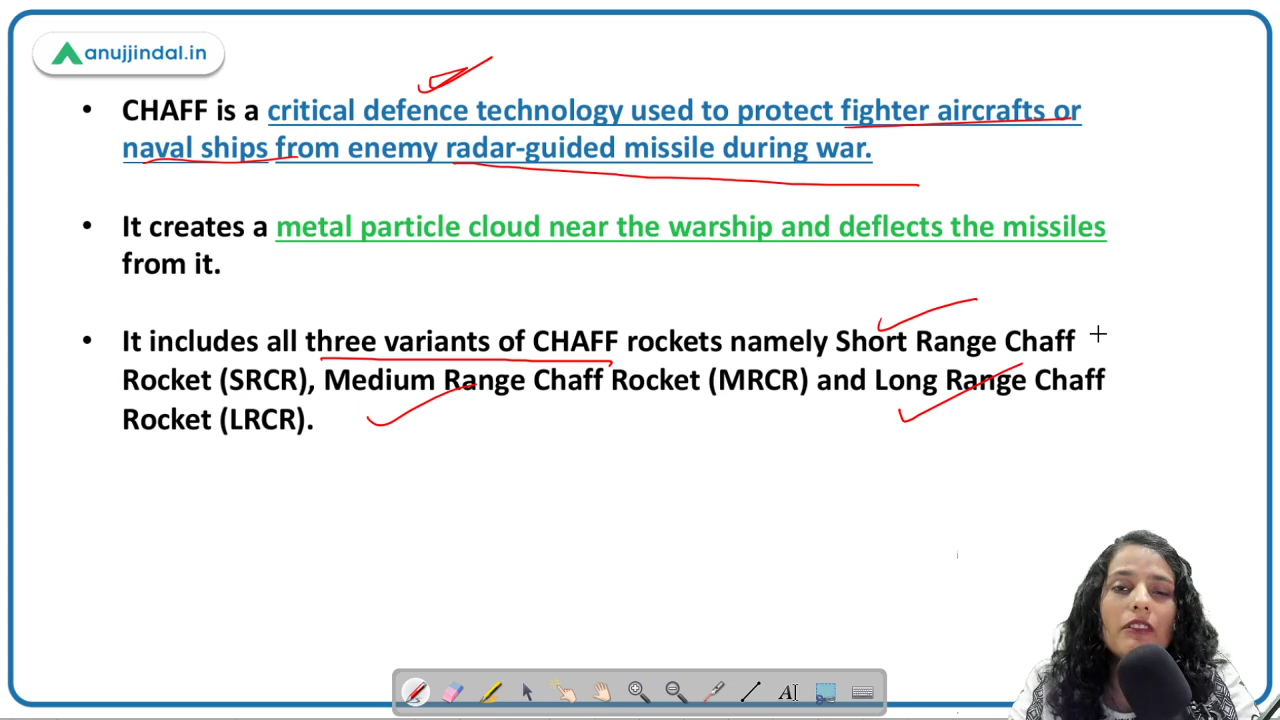 anujjindal.in
• CHAFF is a critical defence technology used to protect fighter aircrafts or
naval ships from enemy radar-guided missile during war.
• It creates a metal particle cloud near the warship and deflects the missiles
from it.
• It includes all three variants of CHAFF rockets namely Short Range Chaff
Rocket (SRCR), Medium Range Chaff Rocket (MRCR) and Long Range Chaff
Rocket (LRCR).